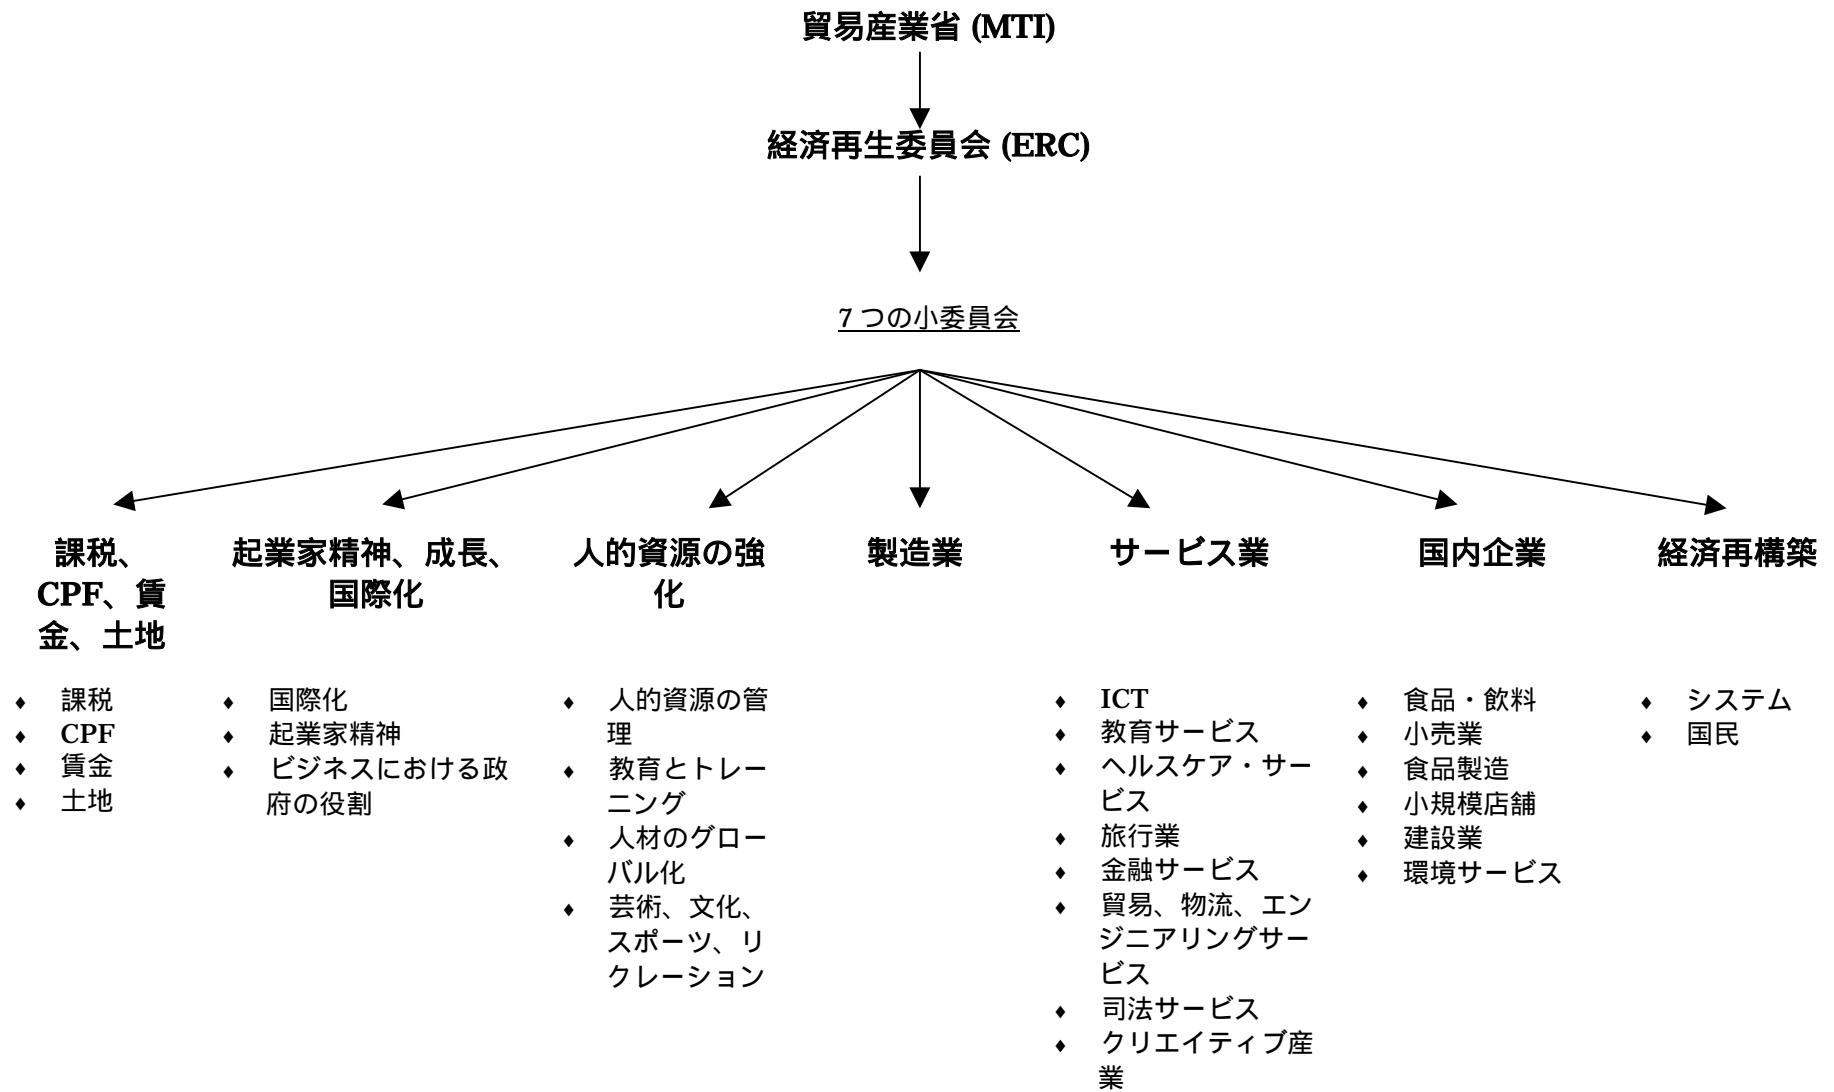 貿易産業省 (MTI)
経済再生委員会 (ERC)
7 つの小委員会
課税、
CPF、賃
金、土地
♦ 課税
♦ CPF
♦ 賃金
♦ 土地
起業家精神、成長、
国際化
♦ 国際化
♦ 起業家精神
♦ ビジネスにおける政
府の役割
人的資源の強
化
♦ 人的資源の管
理
♦ 教育とトレー
ニング
♦ 人材のグロー
バル化
♦ 芸術、文化、
スポーツ、リ
クレーション
製造業
サービス業
♦ ICT
♦ 教育サービス
♦ ヘルスケア・サー
ビス
♦ 旅行業
♦ 金融サービス
♦ 貿易、物流、エン
ジニアリングサー
ビス
♦ 司法サービス
♦ クリエイティブ産
業
国内企業
♦ 食品・飲料
♦ 小売業
♦ 食品製造
♦ 小規模店舗
♦ 建設業
♦ 環境サービス
経済再構築
♦ システム
♦ 国民